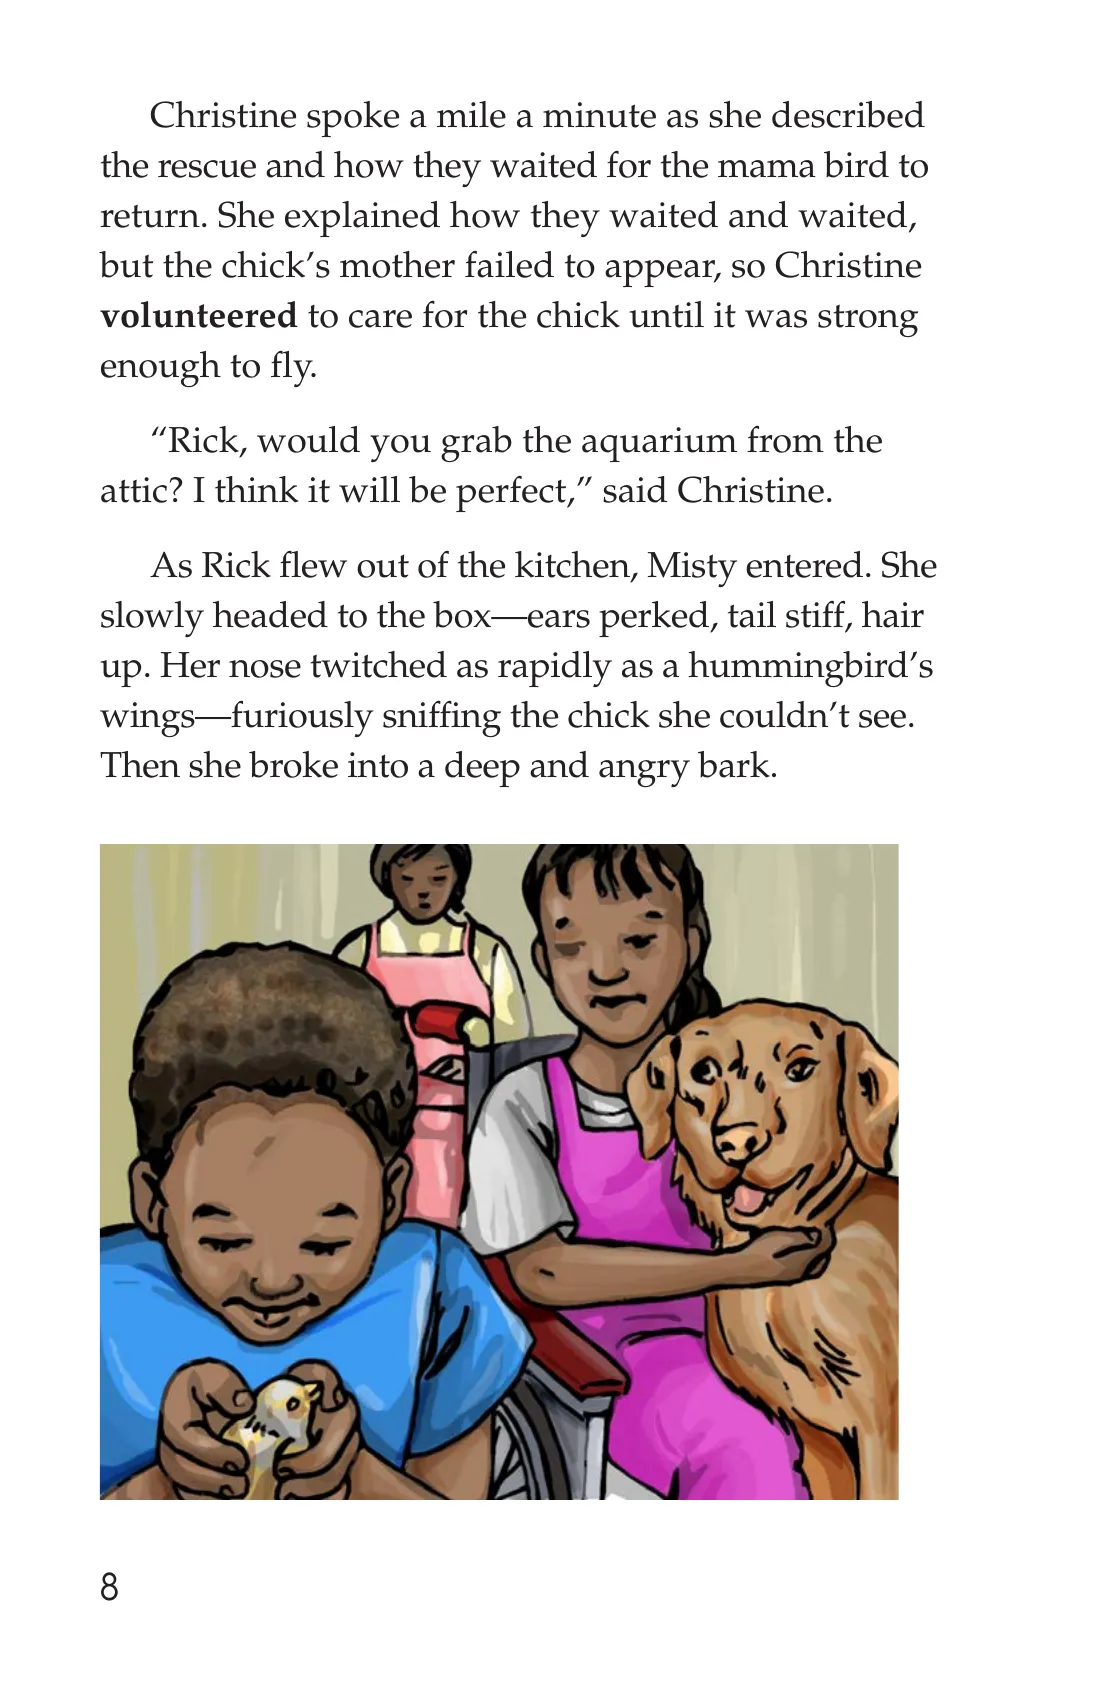 Christine spoke a mile a minute as she described
the rescue and how they waited for the mama bird to
return. She explained how they waited and waited,
but the chick’s mother failed to appear, so Christine
volunteered to care for the chick until it was strong
enough to fly.
“Rick, would you grab the aquarium from the
attic? I think it will be perfect,” said Christine.
As Rick flew out of the kitchen, Misty entered. She
slowly headed to the box—ears perked, tail stiff, hair
up. Her nose twitched as rapidly as a hummingbird’s
wings—furiously sniffing the chick she couldn’t see.
Then she broke into a deep and angry bark.
8